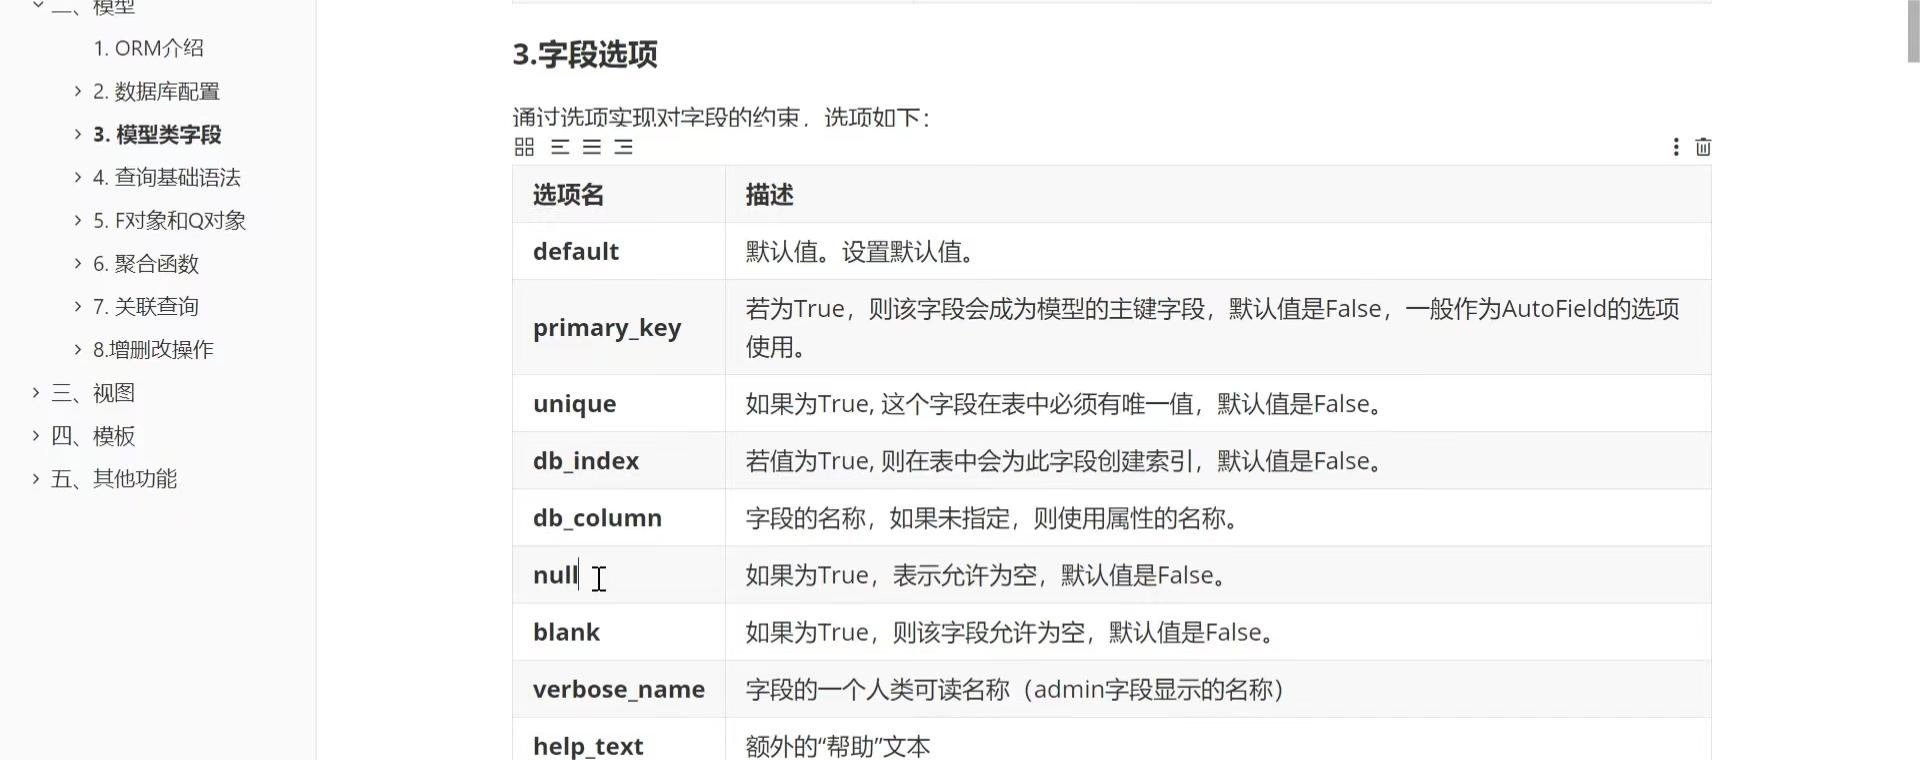 二、模型
1. ORM介绍
2. 数据库配置
3. 模型类字段
4. 查询基础语法
5. F对象和Q对象
6. 聚合函数
7. 关联查询
8.增删改操作
三、视图
四、模板
五、其他功能
3.字段选项
通过选项实现对字段的约束，选项如下：
选项名 描述
default 默认值。设置默认值。
primary_key 若为True，则该字段会成为模型的主键字段，默认值是False，一般作为AutoField的选项
使用。
unique 如果为True, 这个字段在表中必须有唯一值，默认值是False。
db_index 若值为True, 则在表中会为此字段创建索引，默认值是False。
db_column 字段的名称，如果未指定，则使用属性的名称。
null 如果为True，表示允许为空，默认值是False。
blank 如果为True，则该字段允许为空，默认值是False。
verbose_name 字段的一个人类可读名称（admin字段显示的名称）
help_text 额外的“帮助”文本